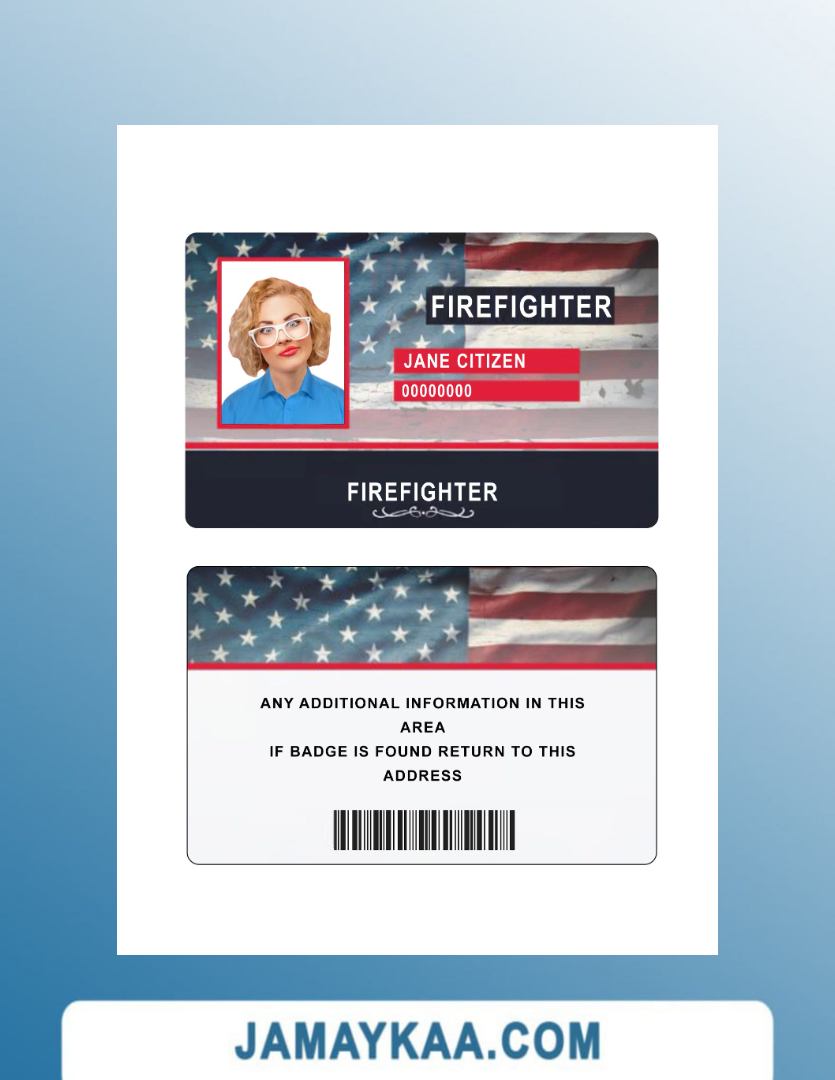 FIREFIGHTER
JANE CITIZEN
00000000
FIREFIGHTER
ANY ADDITIONAL INFORMATION IN THIS
AREA
IF BADGE IS FOUND RETURN TO THIS
ADDRESS
JAMAYKAA.COM